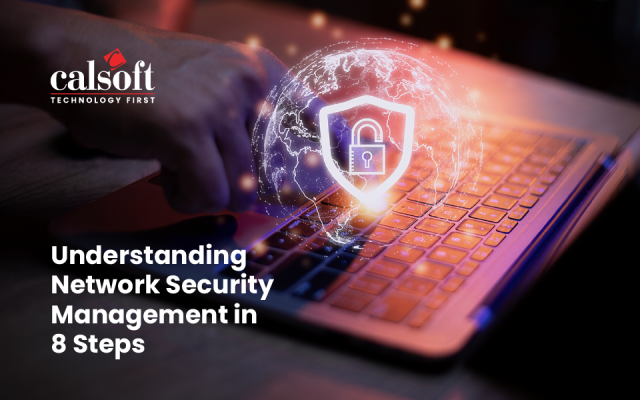 calsoft
TECHNOLOGY FIRST
Understanding
Network Security
Management in
8 Steps